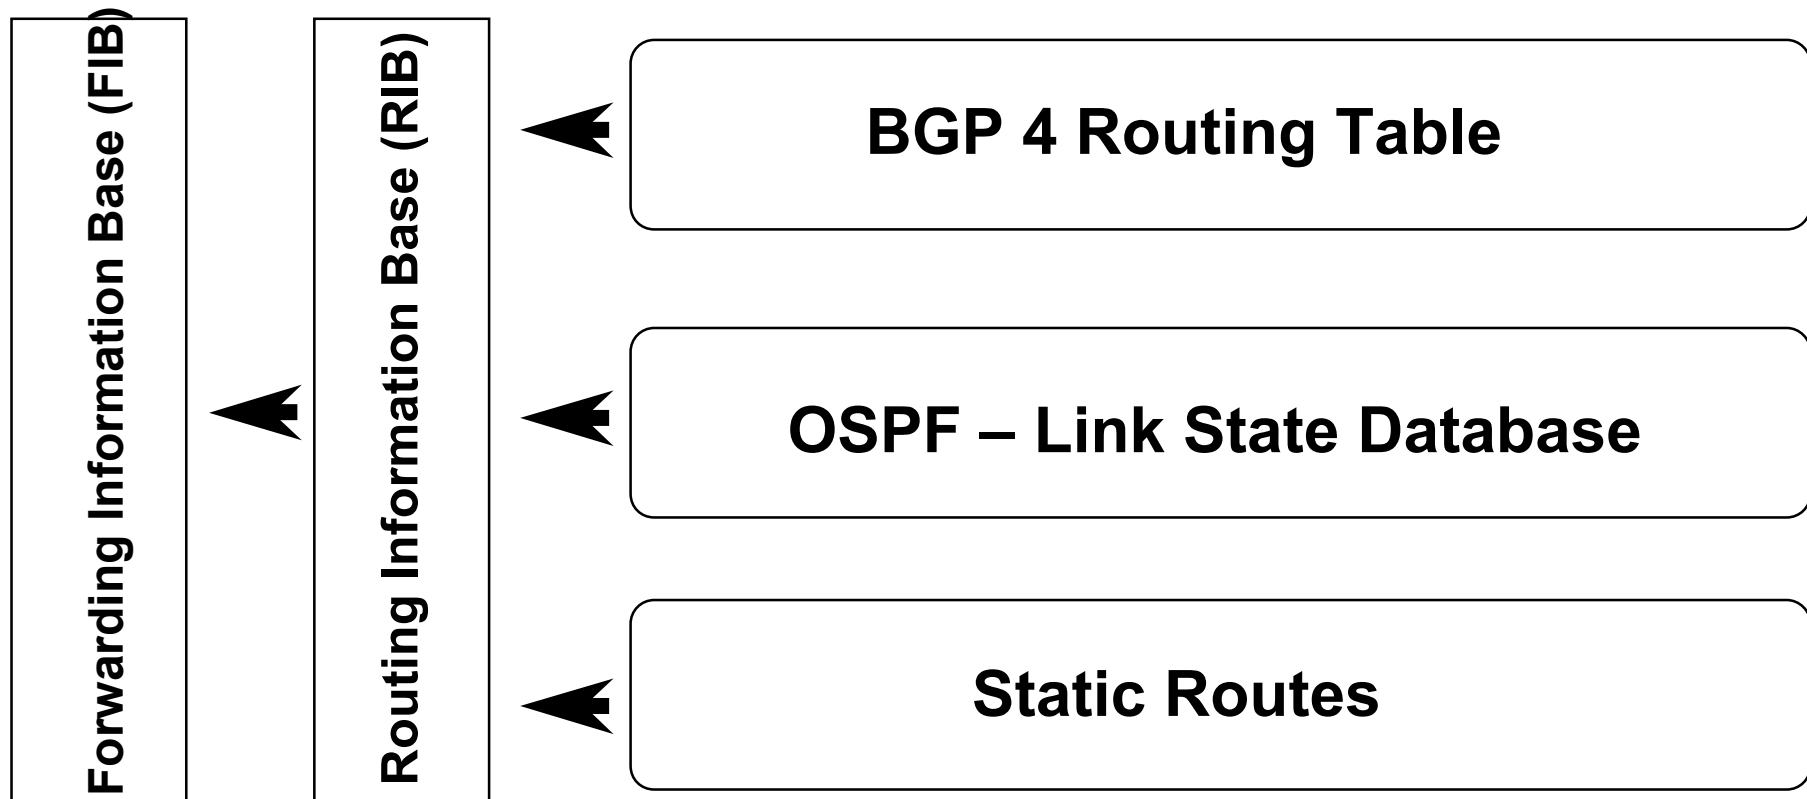 Forwarding Information Base (FIB)
Routing Information Base (RIB)
BGP 4 Routing Table
OSPF – Link State Database
Static Routes